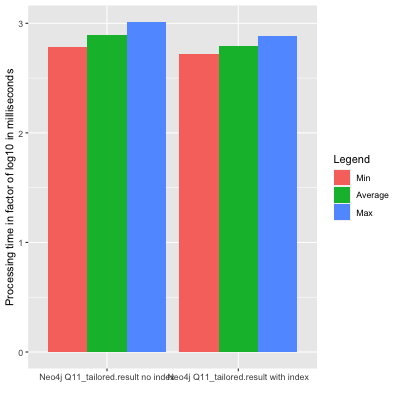 Processing time in factor of log10 in milliseconds
3
2
1
0
Neo4j Q11_tailored.result no index
Neo4j Q11_tailored.result with index
Legend
Min
Average
Max